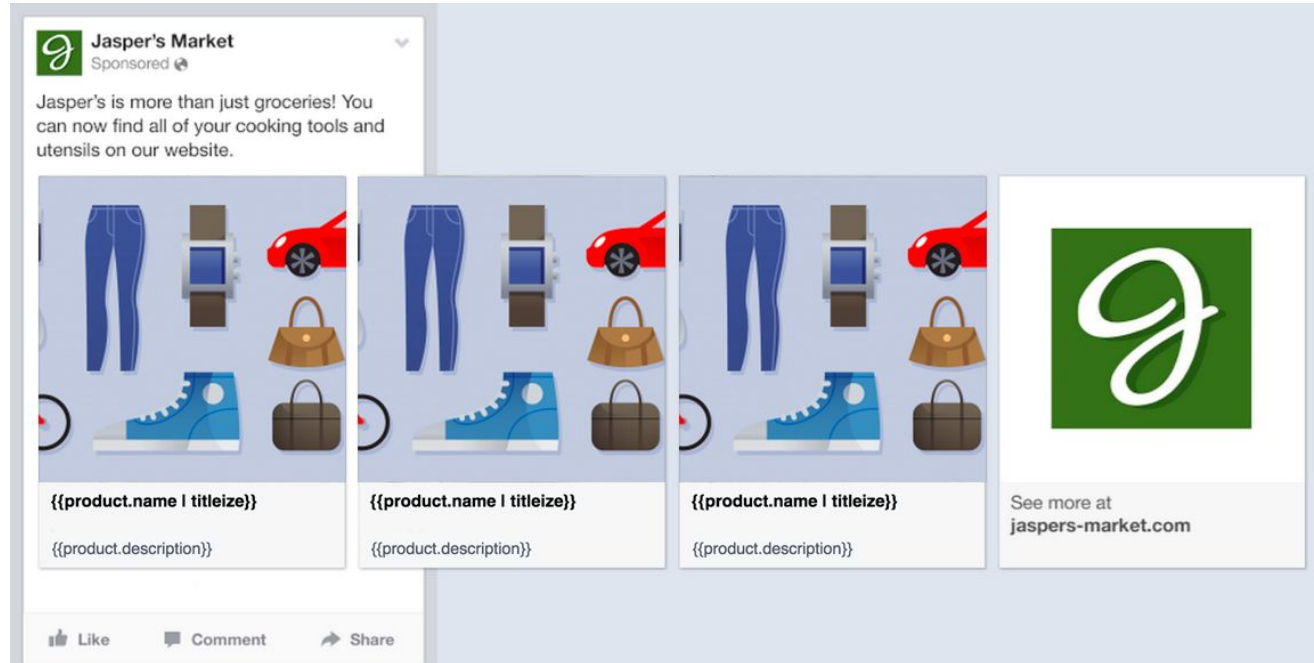 Jasper's Market
Sponsored
Jasper's is more than just groceries! You
can now find all of your cooking tools and
utensils on our website.
{{product.name | titleize}}
{{product.description}}
{{product.name | titleize}}
{{product.description}}
{{product.name | titleize}}
{{product.description}}
See more at
jaspers-market.com
Like
Comment
Share